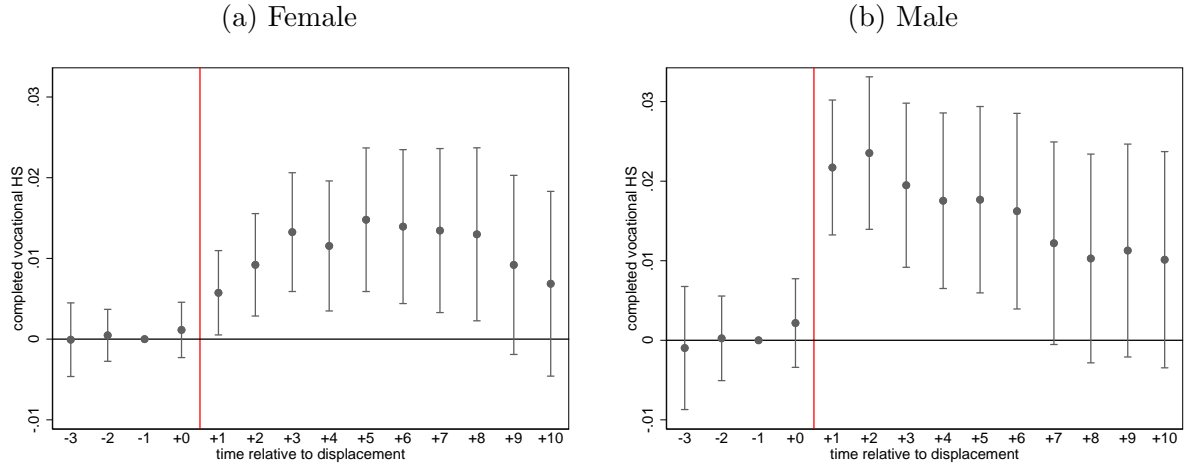 (a) Female
completed vocational HS
.03
.02
.01
0
-.01
-3 -2 -1 +0 +1 +2 +3 +4 +5 +6 +7 +8 +9 +10
time relative to displacement
(b) Male
completed vocational HS
.03
.02
.01
0
-.01
-3 -2 -1 +0 +1 +2 +3 +4 +5 +6 +7 +8 +9 +10
time relative to displacement